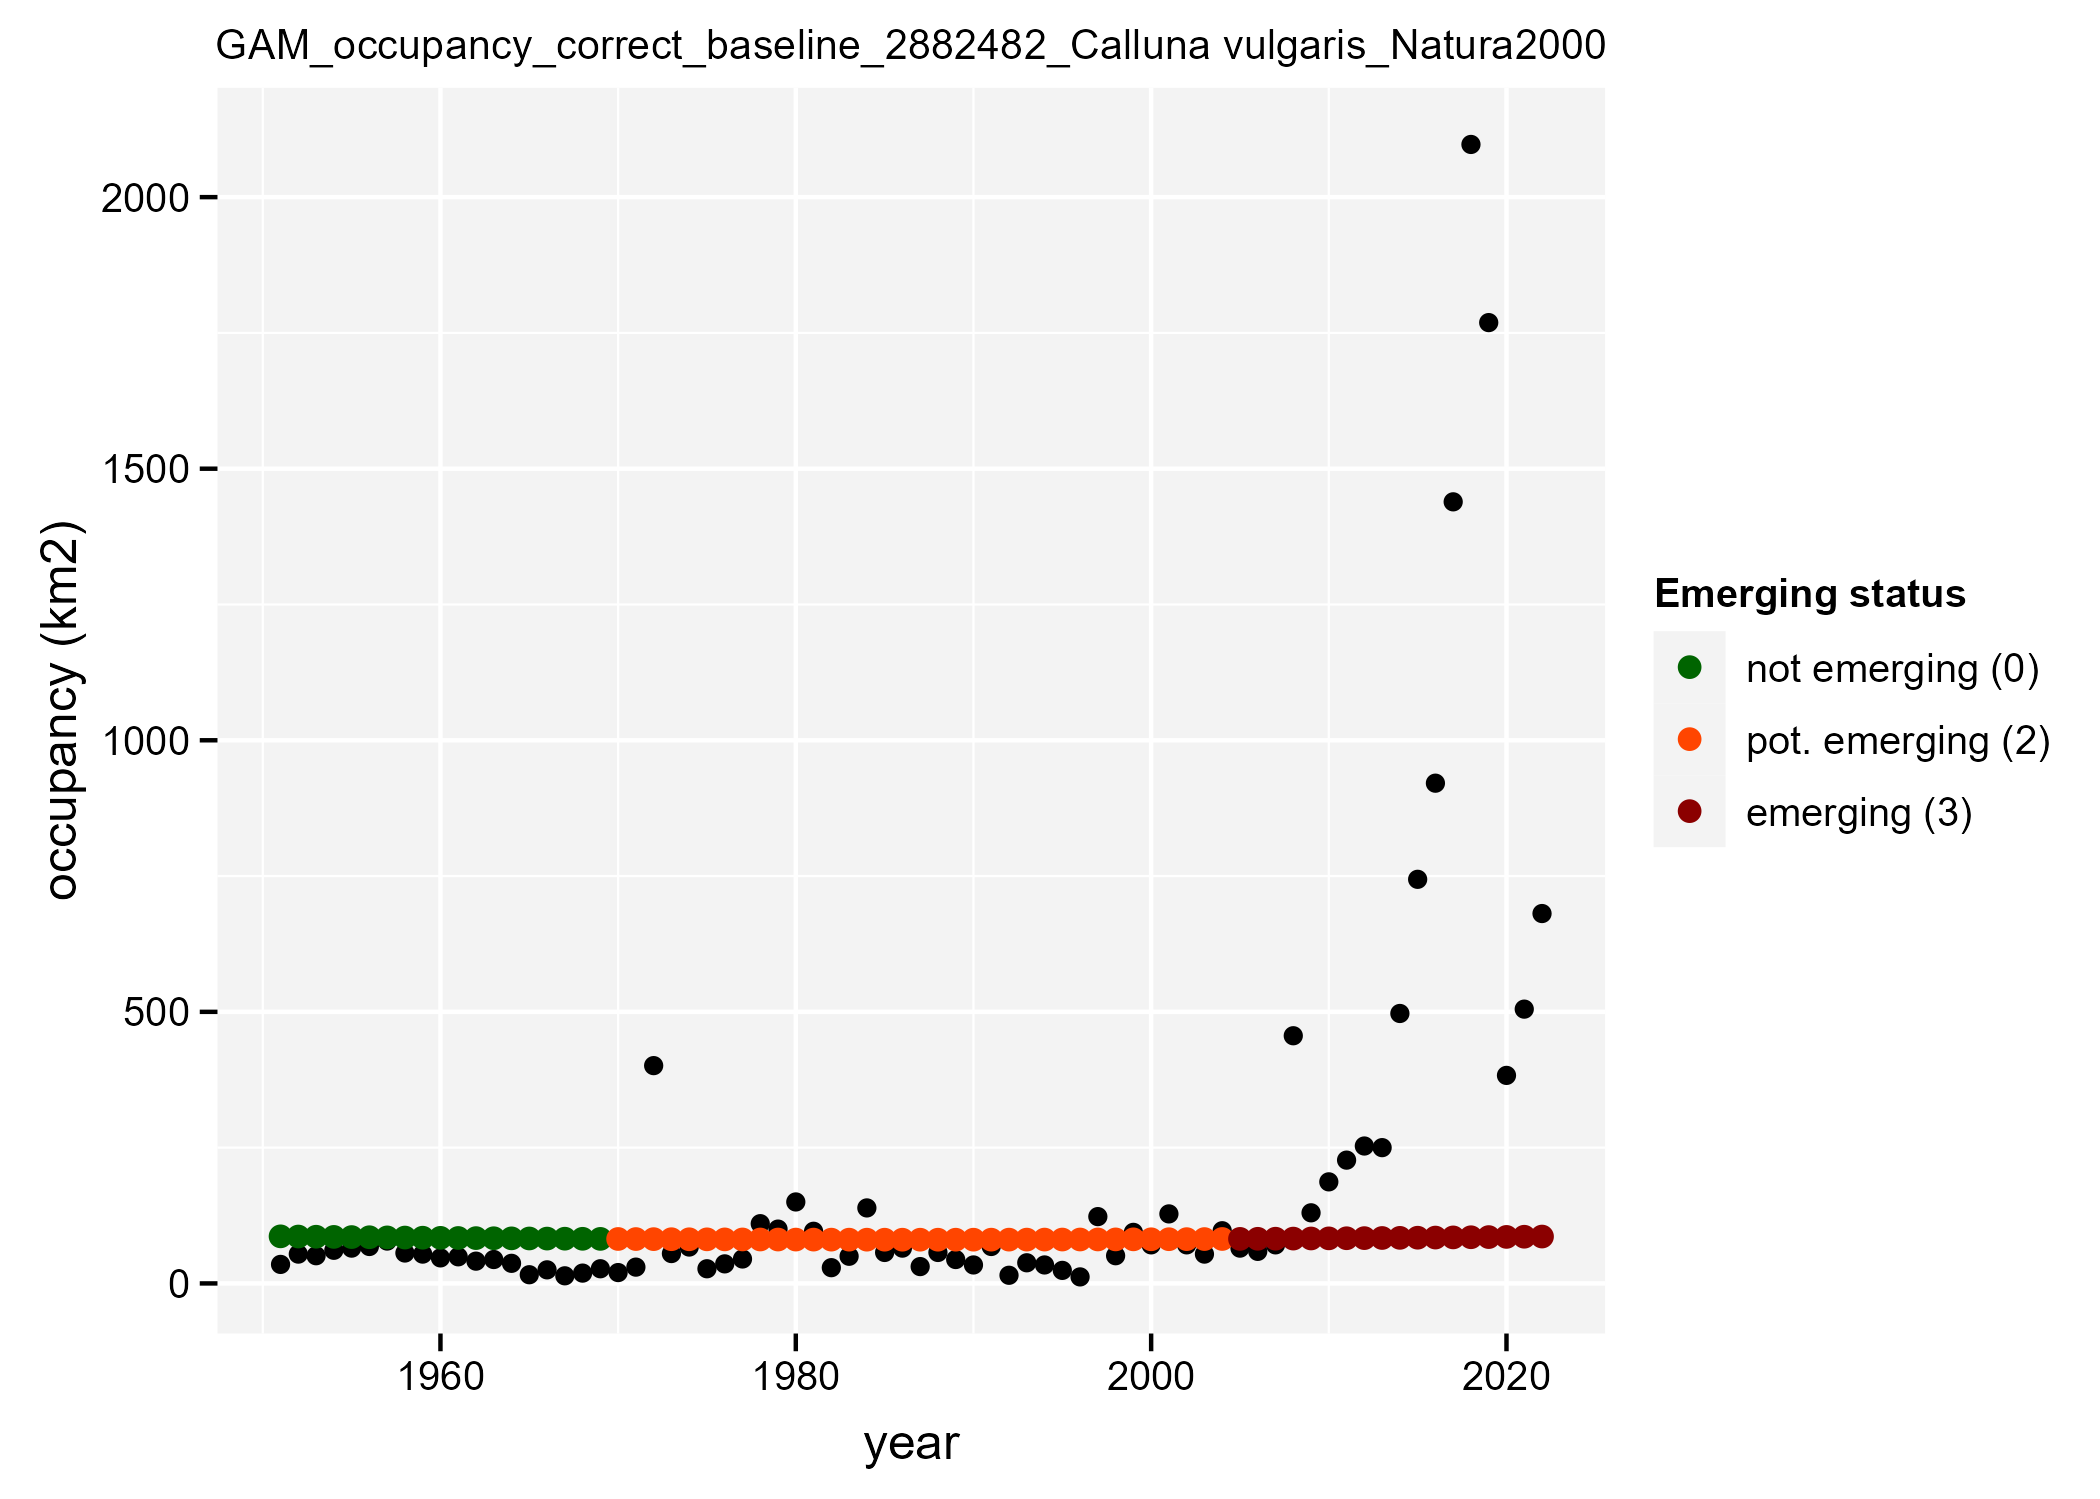 GAM_occupancy_correct_baseline_2882482_Calluna vulgaris_Natura2000
occupancy (km2)
2000
1500
1000
500
0
1960
1980
2000
2020
year
Emerging status
not emerging (0)
pot. emerging (2)
emerging (3)